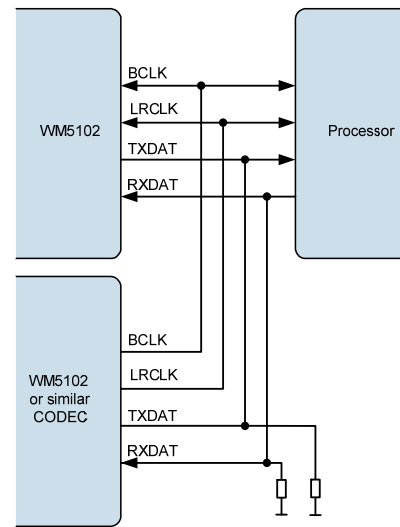 BCLK
LRCLK
WM5102
Processor
TXDAT
RXDAT
BCLK
WM5102
or similar
CODEC
LRCLK
TXDAT
RXDAT